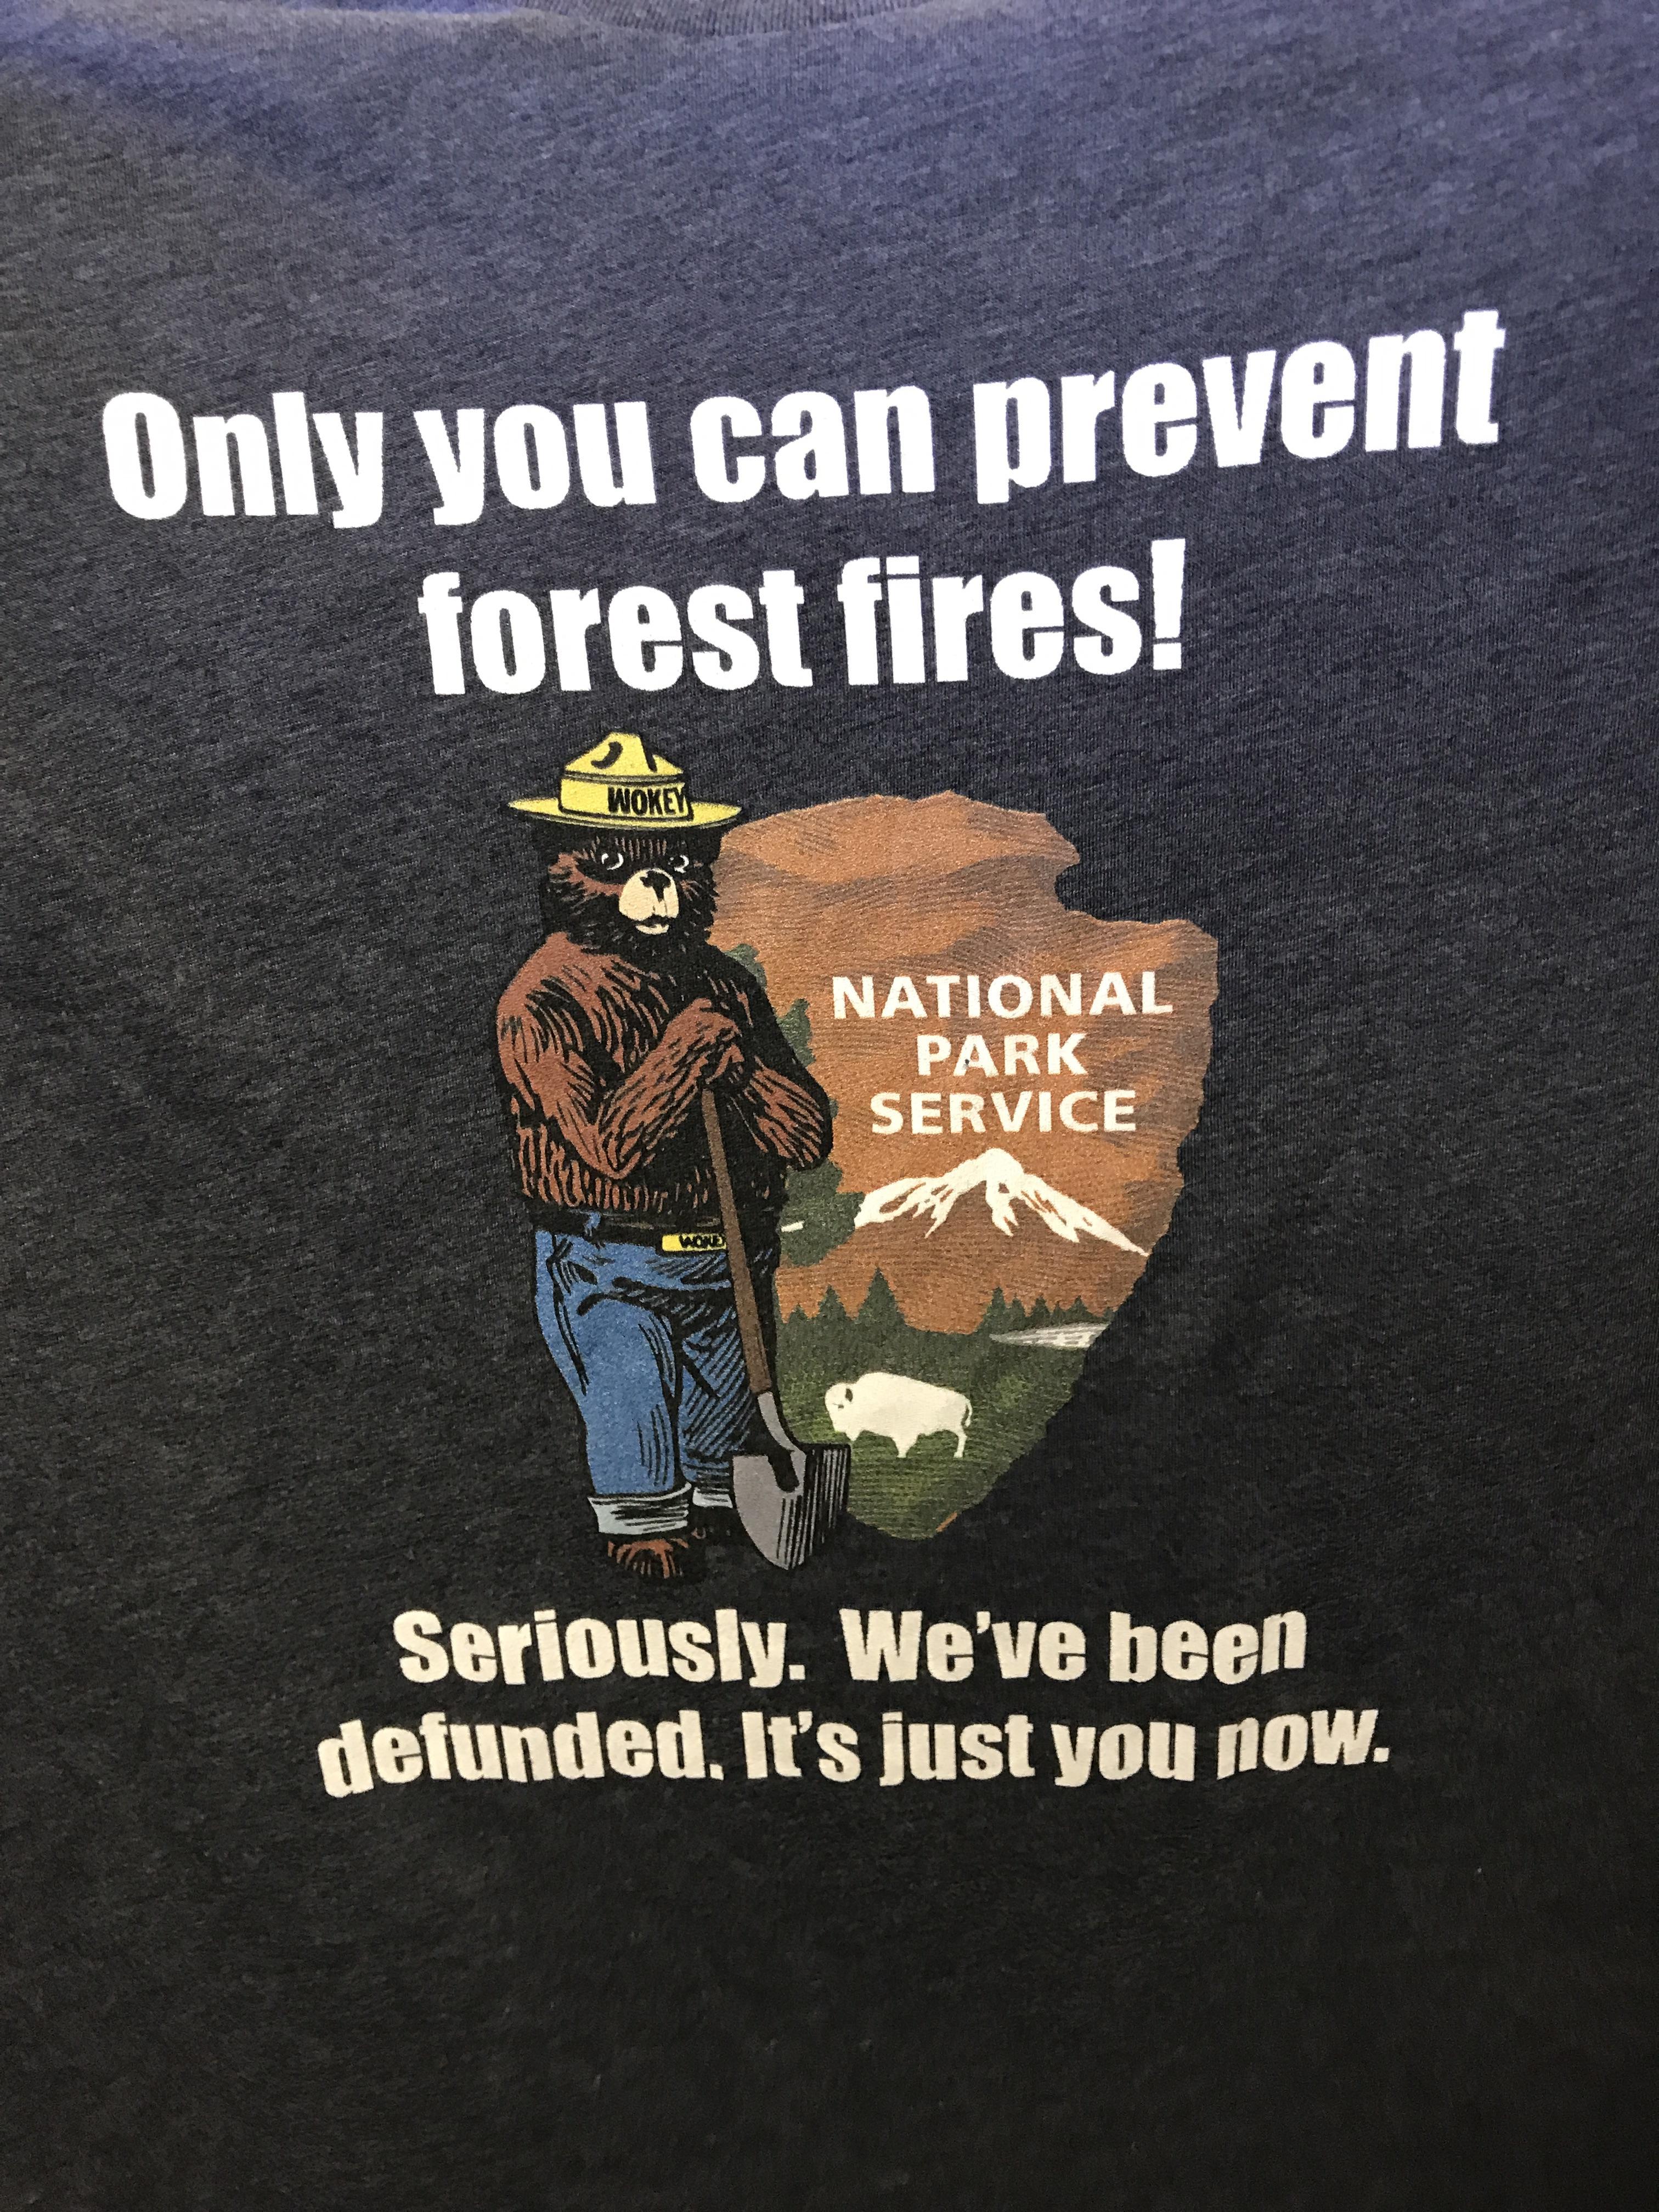 Only you can prevent
forest fires!
WOKEY
NATIONAL
PARK
SERVICE
WOKEY
Seriously. We've been
defunded. It's just you now.